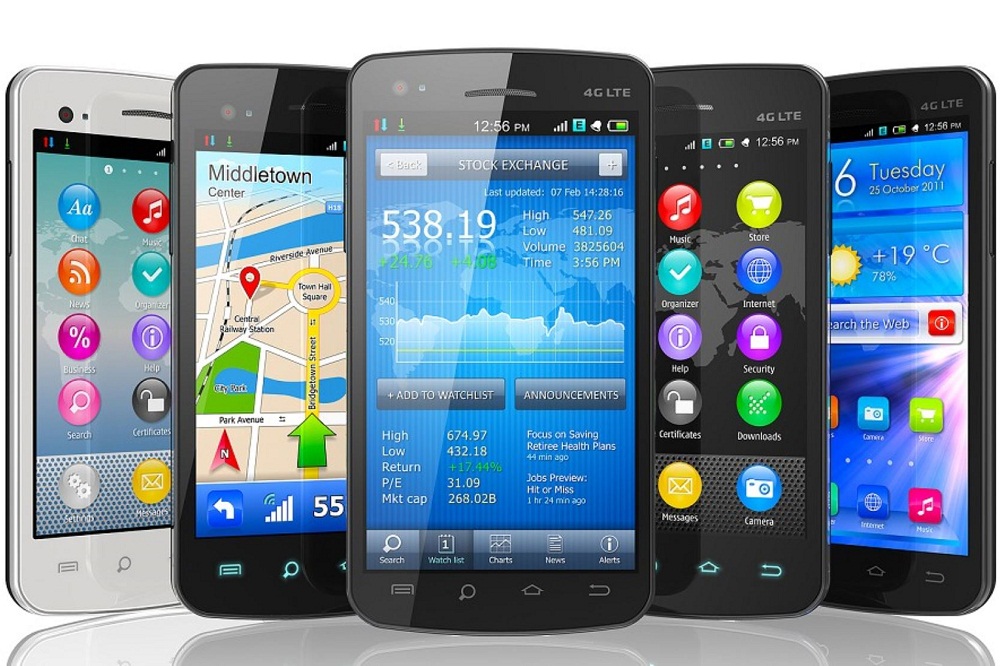 Chat
Music
News
Organizer
Business
Help
Search
Certificates
Settings
Messages
Middletown
Center
H18
Riverside Avenue
Town Hall
Square
Central
Railway Station
Bridgetown Street
City Park
Park Avenue
N
55
4G LTE
12:56 PM
E
< Back
STOCK EXCHANGE
+
Last updated: 07 Feb 14:28:16
538.19
+24.76 +4.08
High 547.26
Low 481.09
Volume 3825604
Time 3:56 PM
540
530
520
+ ADD TO WATCHLIST
ANNOUNCEMENTS
High 674.97
Low 432.18
Return +17.44%
P/E 31.09
Mkt cap 268.02B
Focus on Saving
Retiree Health Plans
44 min ago
Jobs Preview:
Hit or Miss
1 hr 24 min ago
Search
1
Watch list
Charts
News
Alerts
4G LTE
E
12:56 PM
Music
Store
Organizer
Internet
Help
Security
Certificates
Downloads
Messages
Camera
4G LTE
12:56 PM
6
Tuesday
25 October 2011
+19 °C
78%
earch the Web
Camera
Store
Internet
Music
Aa
%
1